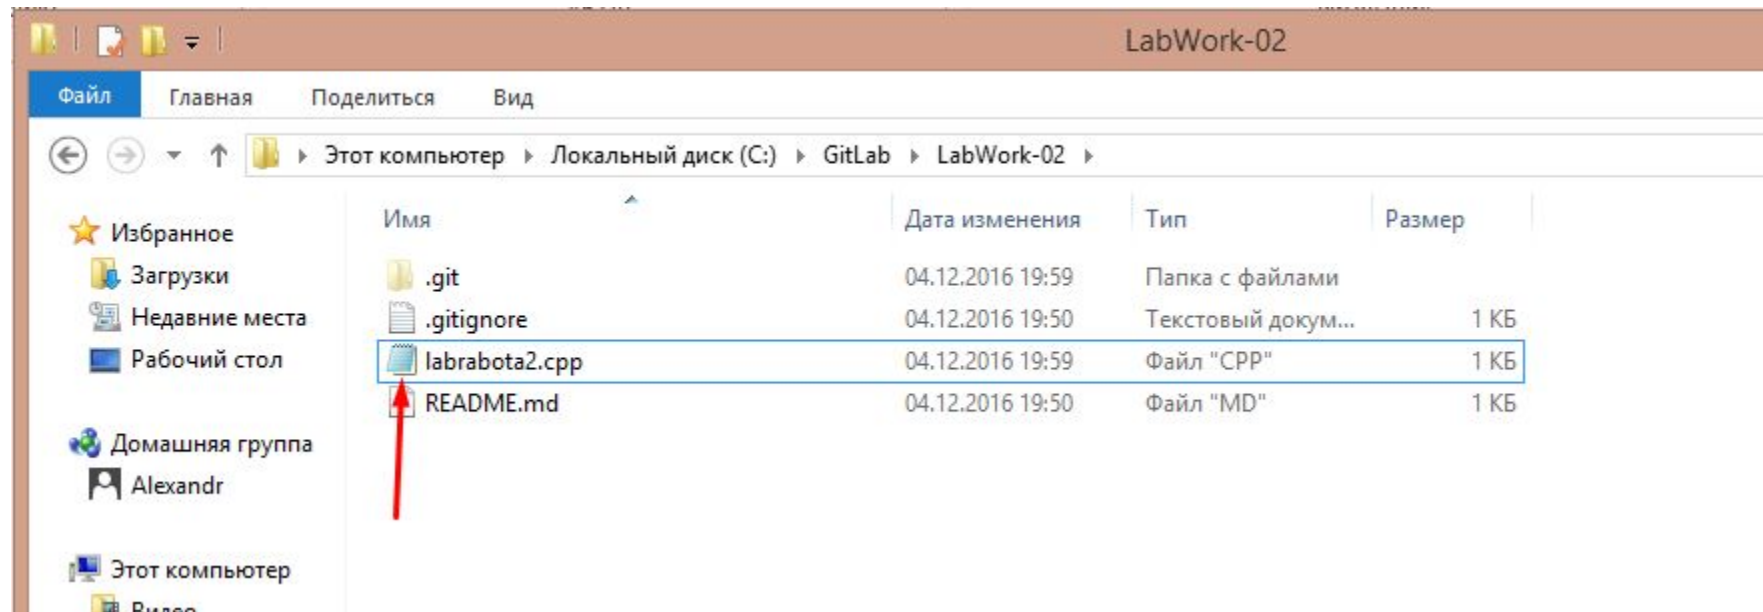 LabWork-02
Файл Главная Поделиться Вид
Этот компьютер Локальный диск (C:) GitLab LabWork-02
Имя Дата изменения Тип Размер
Избранное
Загрузки
Недавние места
Рабочий стол
Домашняя группа
Alexandr
Этот компьютер
Видео
.git 04.12.2016 19:59 Папка с файлами
.gitignore 04.12.2016 19:50 Текстовый докум... 1 КБ
labrabota2.cpp 04.12.2016 19:59 Файл "CPP" 1 КБ
README.md 04.12.2016 19:50 Файл "MD" 1 КБ